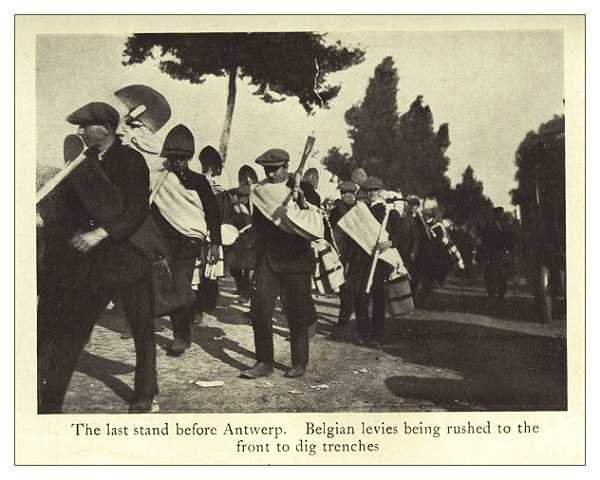 The last stand before Antwerp. Belgian levies being rushed to the
front to dig trenches